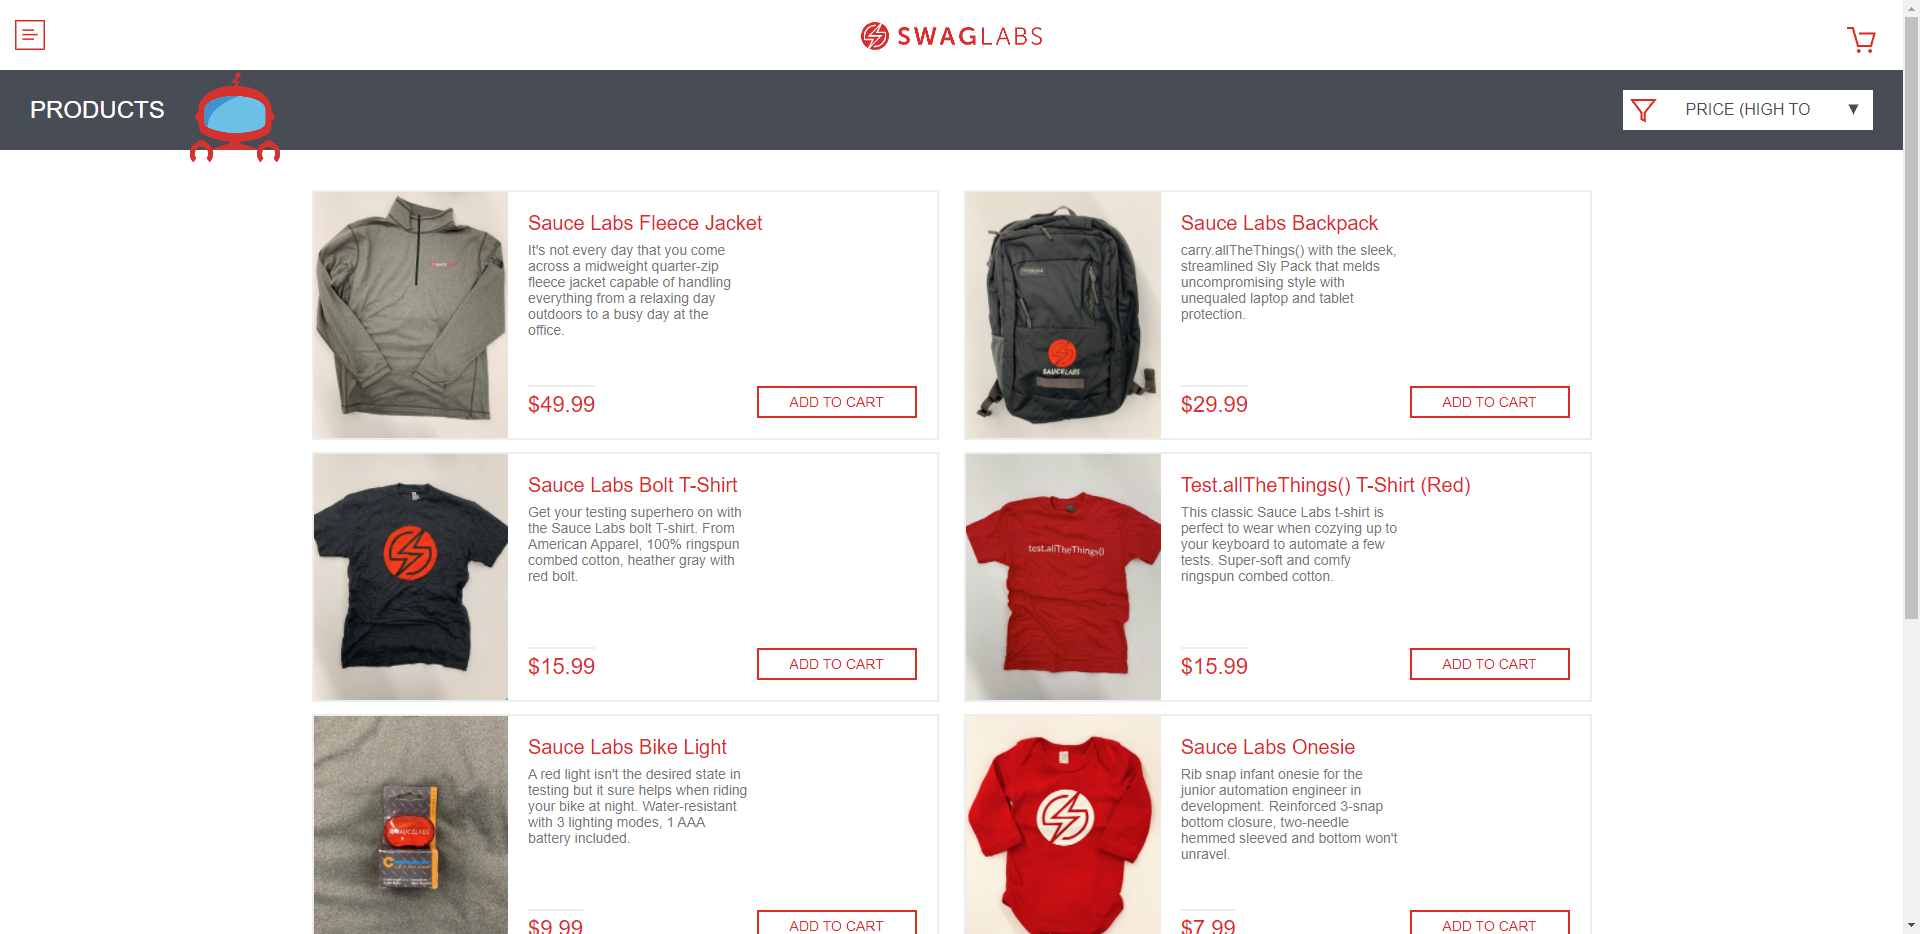 SWAGLABS
PRODUCTS
PRICE (HIGH TO
Sauce Labs Fleece Jacket
It's not every day that you come
across a midweight quarter-zip
fleece jacket capable of handling
everything from a relaxing day
outdoors to a busy day at the
office.
$49.99
ADD TO CART
Sauce Labs Backpack
carry.allTheThings() with the sleek,
streamlined Sly Pack that melds
uncompromising style with
unequaled laptop and tablet
protection.
SAUCELABS
$29.99
ADD TO CART
Sauce Labs Bolt T-Shirt
Get your testing superhero on with
the Sauce Labs bolt T-shirt. From
American Apparel, 100% ringspun
combed cotton, heather gray with
red bolt.
$15.99
ADD TO CART
Test.allTheThings() T-Shirt (Red)
This classic Sauce Labs t-shirt is
perfect to wear when cozying up to
your keyboard to automate a few
tests. Super-soft and comfy
ringspun combed cotton.
test.allTheThings()
$15.99
ADD TO CART
Sauce Labs Bike Light
A red light isn't the desired state in
testing but it sure helps when riding
your bike at night. Water-resistant
with 3 lighting modes, 1 AAA
battery included.
SAUCELABS
$9.99
ADD TO CART
Sauce Labs Onesie
Rib snap infant onesie for the
junior automation engineer in
development. Reinforced 3-snap
bottom closure, two-needle
hemmed sleeved and bottom won't
unravel.
$7.99
ADD TO CART